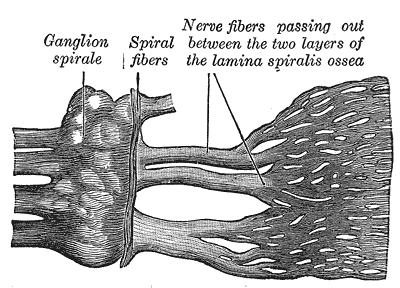 Ganglion
spirale
Spiral
fibers
Nerve fibers passing out
between the two layers of
the lamina spiralis ossea